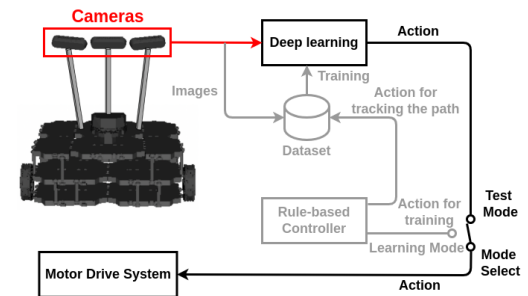 Cameras
Deep learning
Action
Images
Training
Action for
tracking the path
Dataset
Rule-based
Controller
Action for
training
Learning Mode
Test
Mode
Mode
Select
Motor Drive System
Action